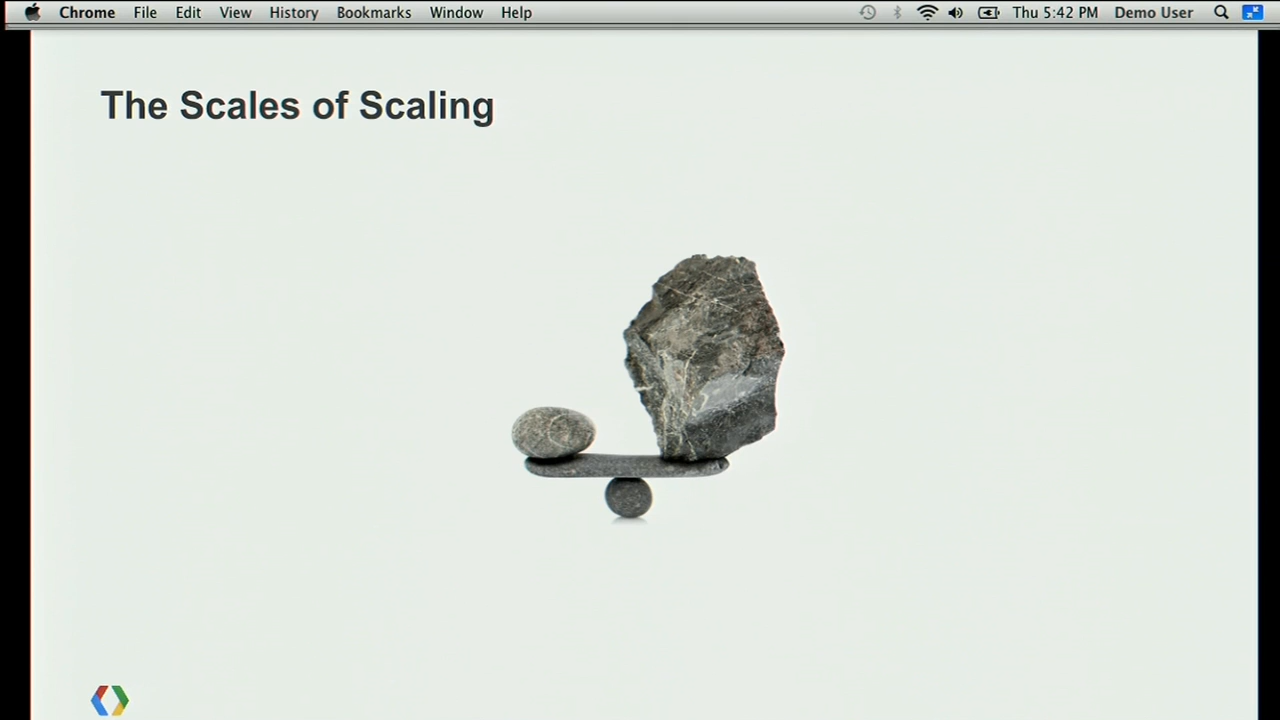 Chrome File Edit View History Bookmarks Window Help Thu 5:42 PM Demo User
The Scales of Scaling